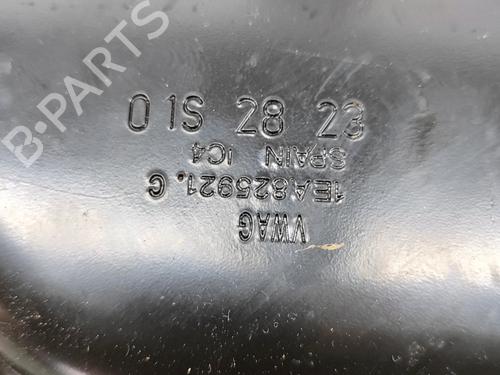 01S 28 23
SPAIN IC4
1EA825921.G
VWAG
B-PARTS